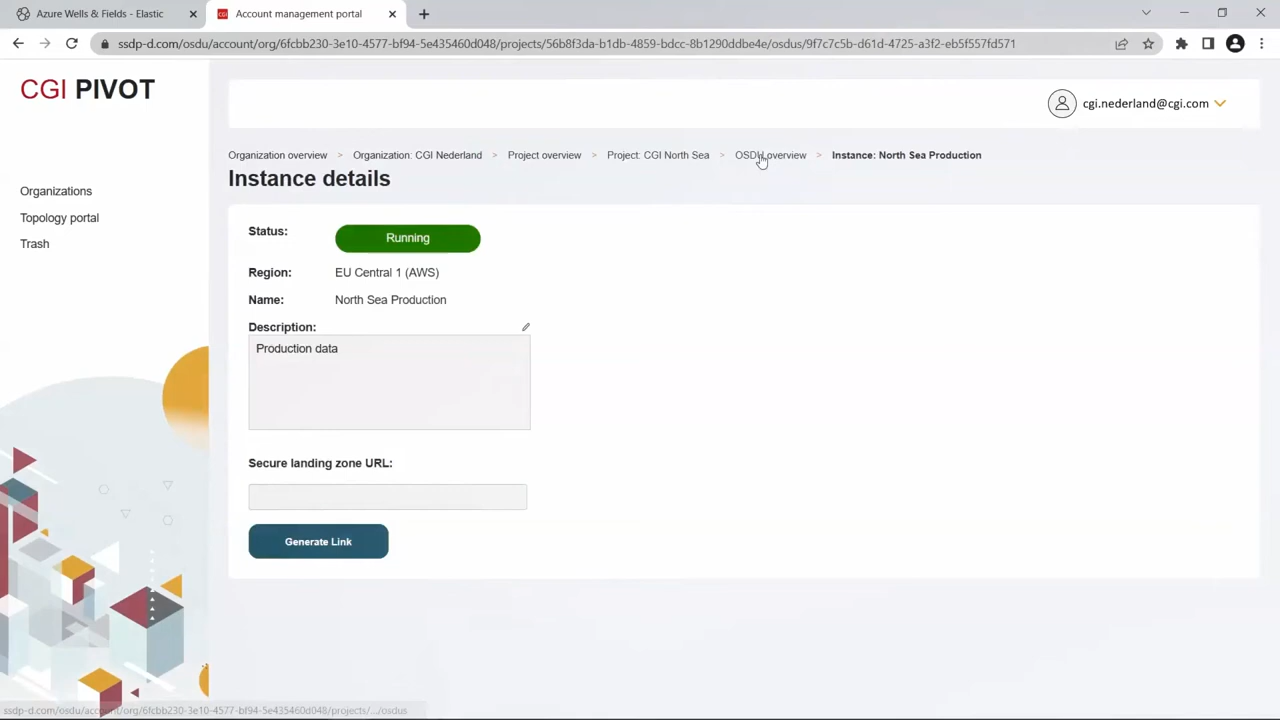 Azure Wells & Fields - Elastic
Account management portal
ssdp-d.com/osdu/account/org/6fcbb230-3e10-4577-bf94-5e435460d048/projects/56b8f3da-b1db-4859-bdcc-8b1290ddbe4e/osdus/9f7c7c5b-d61d-4725-a3f2-eb5f557fd571
CGI PIVOT
CGI
cgi.nederland@cgi.com
Organization overview > Organization: CGI Nederland > Project overview > Project: CGI North Sea > OSDU overview > Instance: North Sea Production
Instance details
Organizations
Topology portal
Trash
Status: Running
Region: EU Central 1 (AWS)
Name: North Sea Production
Description:
Production data
Secure landing zone URL:
Generate Link
ssdp-d.com/osdu/account/org/6fcbb230-3e10-4577-bf94-5e435460d048/projects/.../osdus